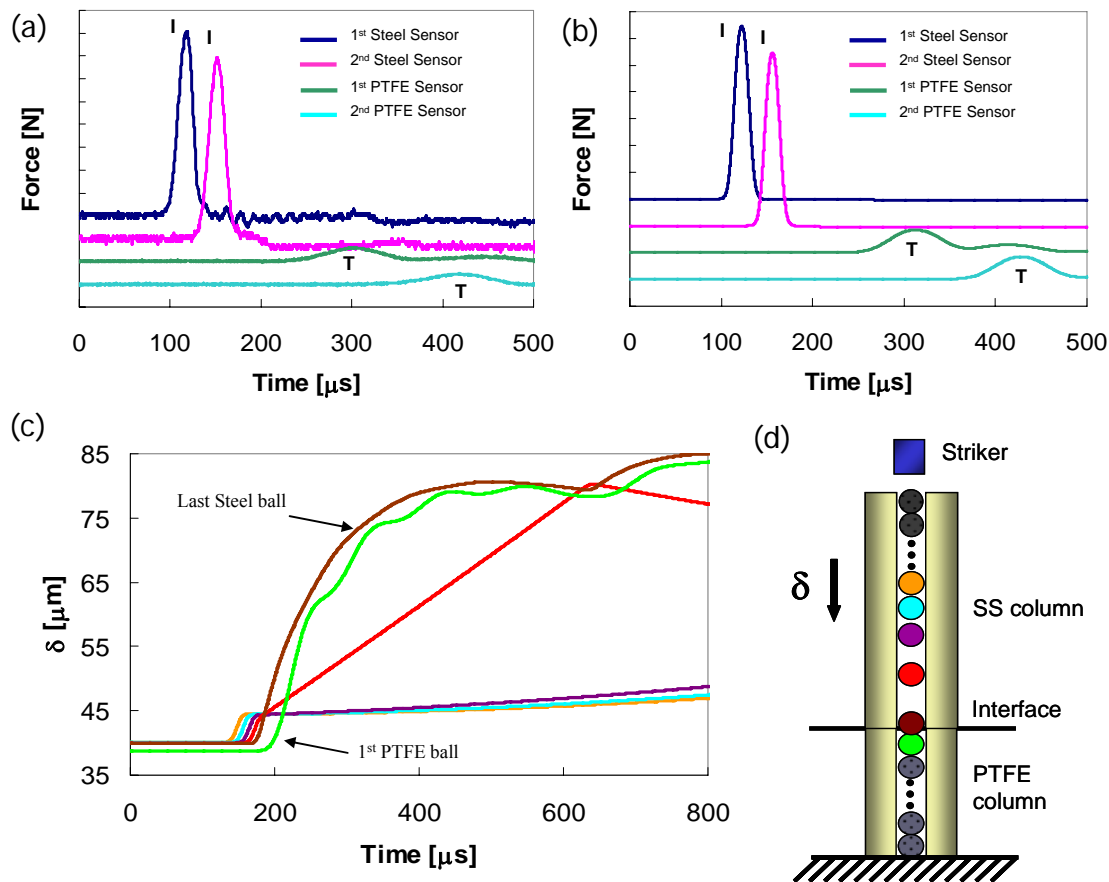 (a)
I
I
1st Steel Sensor
2nd Steel Sensor
1st PTFE Sensor
2nd PTFE Sensor
T
T
Force [N]
0 100 200 300 400 500
Time [μs]
(b)
I
I
1st Steel Sensor
2nd Steel Sensor
1st PTFE Sensor
2nd PTFE Sensor
T
T
Force [N]
0 100 200 300 400 500
Time [μs]
(c)
85
75
65
55
45
35
δ [μm]
Last Steel ball
1st PTFE ball
0 200 400 600 800
Time [μs]
(d)
Striker
δ
SS column
Interface
PTFE
column